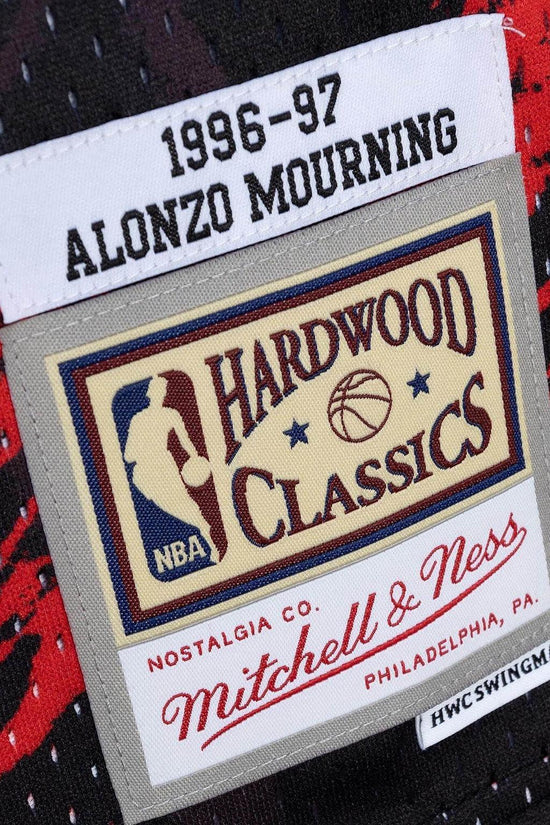 1996-97
ALONZO MOURNING
HARDWOOD
CLASSICS
NBA
NOSTALGIA CO.
Mitchell & Ness
PHILADELPHIA, PA.